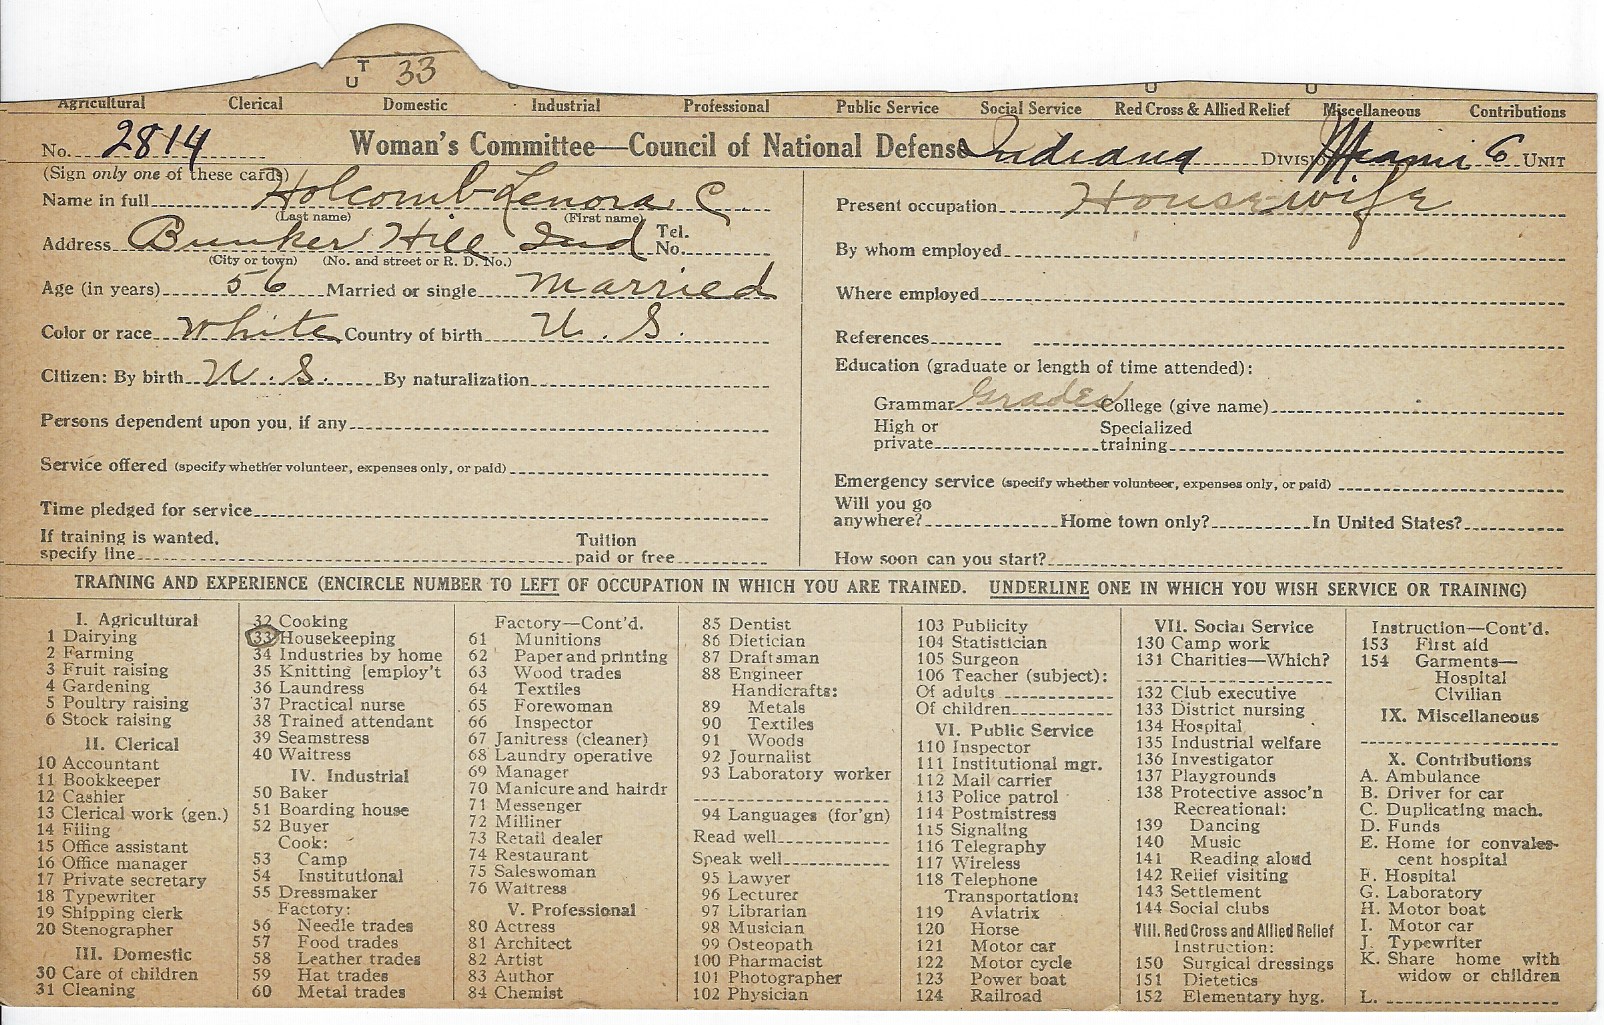 T
U
33
U
U
Agricultural Clerical Domestic Industrial Professional Public Service Social Service Red Cross & Allied Relief Miscellaneous Contributions
No. 2814 Woman's Committee—Council of National Defense Indiana DIVISION Miami 6 UNIT
(Sign only one of these cards)
Name in full Holcomb Lenora C
(Last name) (First name)
Address Bunker Hill Ind Tel. No.
(City or town) (No. and street or R. D. No.)
Age (in years) 56 Married or single Married
Color or race White Country of birth U. S.
Citizen: By birth U. S. By naturalization
Persons dependent upon you, if any
Service offered (specify whether volunteer, expenses only, or paid)
Time pledged for service
If training is wanted, specify line Tuition paid or free
Present occupation Housewife
By whom employed
Where employed
References
Education (graduate or length of time attended):
Grammar Graded College (give name)
High or private Specialized training
Emergency service (specify whether volunteer, expenses only, or paid)
Will you go anywhere? Home town only? In United States?
How soon can you start?
TRAINING AND EXPERIENCE (ENCIRCLE NUMBER TO LEFT OF OCCUPATION IN WHICH YOU ARE TRAINED. UNDERLINE ONE IN WHICH YOU WISH SERVICE OR TRAINING)
I. Agricultural
1 Dairying
2 Farming
3 Fruit raising
4 Gardening
5 Poultry raising
6 Stock raising
II. Clerical
10 Accountant
11 Bookkeeper
12 Cashier
13 Clerical work (gen.)
14 Filing
15 Office assistant
16 Office manager
17 Private secretary
18 Typewriter
19 Shipping clerk
20 Stenographer
III. Domestic
30 Care of children
31 Cleaning
32 Cooking
33 Housekeeping
34 Industries by home
35 Knitting [employ't
36 Laundress
37 Practical nurse
38 Trained attendant
39 Seamstress
40 Waitress
IV. Industrial
50 Baker
51 Boarding house
52 Buyer
Cook:
53 Camp
54 Institutional
55 Dressmaker
Factory:
56 Needle trades
57 Food trades
58 Leather trades
59 Hat trades
60 Metal trades
Factory—Cont'd.
61 Munitions
62 Paper and printing
63 Wood trades
64 Textiles
65 Forewoman
66 Inspector
67 Janitress (cleaner)
68 Laundry operative
69 Manager
70 Manicure and hairdr
71 Messenger
72 Milliner
73 Retail dealer
74 Restaurant
75 Saleswoman
76 Waitress
V. Professional
80 Actress
81 Architect
82 Artist
83 Author
84 Chemist
85 Dentist
86 Dietician
87 Draftsman
88 Engineer
Handicrafts:
89 Metals
90 Textiles
91 Woods
92 Journalist
93 Laboratory worker
94 Languages (for'gn)
Read well
Speak well
95 Lawyer
96 Lecturer
97 Librarian
98 Musician
99 Osteopath
100 Pharmacist
101 Photographer
102 Physician
103 Publicity
104 Statistician
105 Surgeon
106 Teacher (subject):
Of adults
Of children
VI. Public Service
110 Inspector
111 Institutional mgr.
112 Mail carrier
113 Police patrol
114 Postmistress
115 Signaling
116 Telegraphy
117 Wireless
118 Telephone
Transportation:
119 Aviatrix
120 Horse
121 Motor car
122 Motor cycle
123 Power boat
124 Railroad
VII. Social Service
130 Camp work
131 Charities—Which?
132 Club executive
133 District nursing
134 Hospital
135 Industrial welfare
136 Investigator
137 Playgrounds
138 Protective assoc'n
Recreational:
139 Dancing
140 Music
141 Reading aloud
142 Relief visiting
143 Settlement
144 Social clubs
VIII. Red Cross and Allied Relief
Instruction:
150 Surgical dressings
151 Dietetics
152 Elementary hyg.
Instruction—Cont'd.
153 First aid
154 Garments—
Hospital
Civilian
IX. Miscellaneous
X. Contributions
A. Ambulance
B. Driver for car
C. Duplicating mach.
D. Funds
E. Home for convales-
cent hospital
F. Hospital
G. Laboratory
H. Motor boat
I. Motor car
J. Typewriter
K. Share home with
widow or children
L.